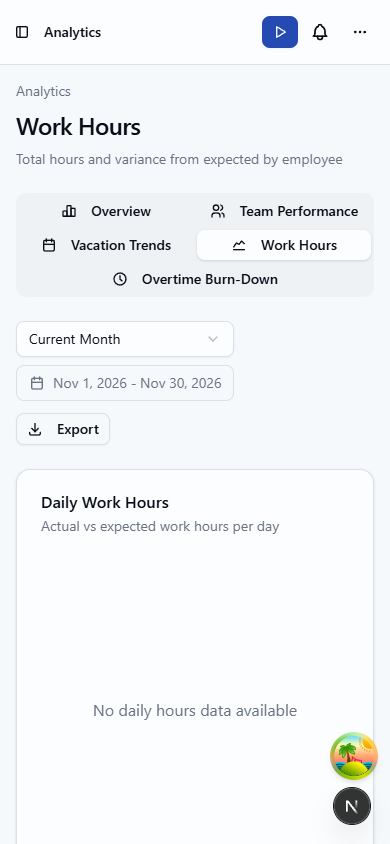 Analytics
Analytics
Work Hours
Total hours and variance from expected by employee
Overview
Team Performance
Vacation Trends
Work Hours
Overtime Burn-Down
Current Month
Nov 1, 2026 - Nov 30, 2026
Export
Daily Work Hours
Actual vs expected work hours per day
No daily hours data available
N